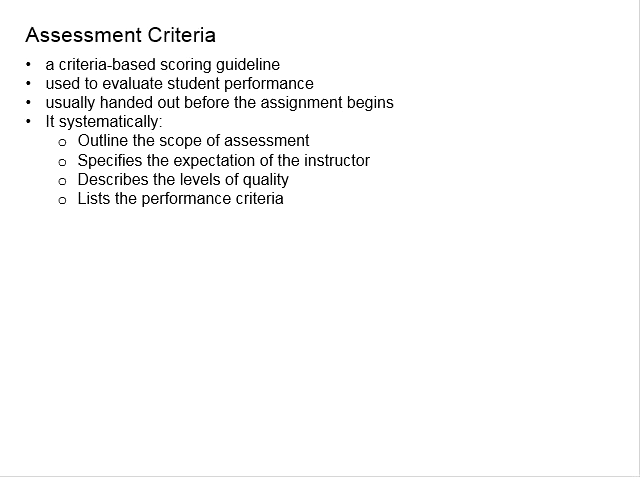 Assessment Criteria
• a criteria-based scoring guideline
• used to evaluate student performance
• usually handed out before the assignment begins
• It systematically:
o Outline the scope of assessment
o Specifies the expectation of the instructor
o Describes the levels of quality
o Lists the performance criteria